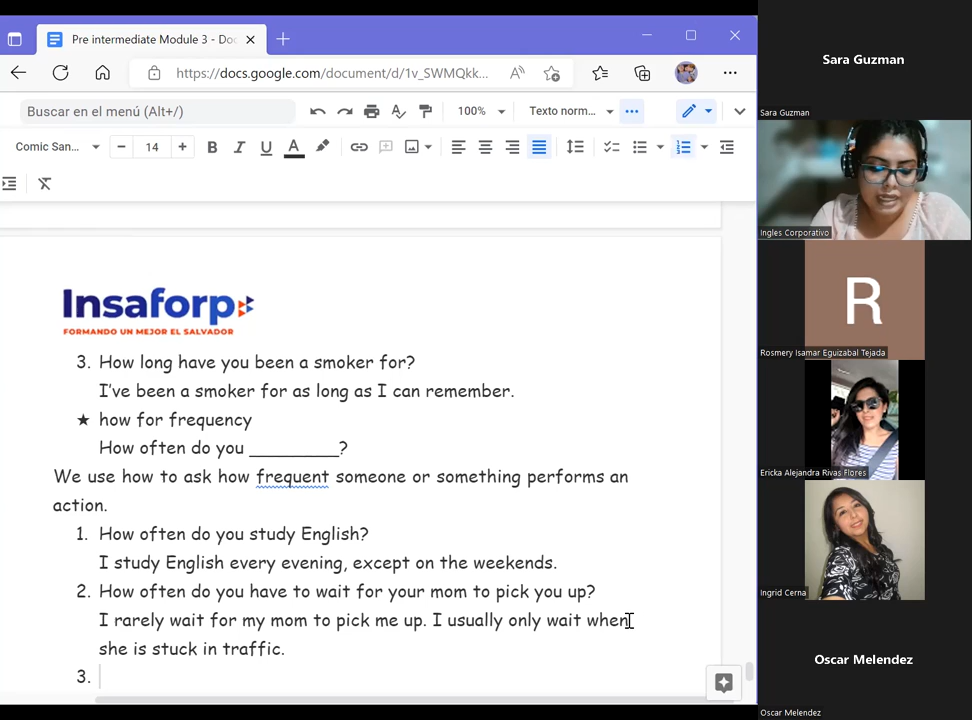 Pre intermediate Module 3 - Doc
https://docs.google.com/document/d/1v_SWMQkk...
Buscar en el menú (Alt+/)
100%
Texto norm...
Comic San...
14
B I U A
Insaforp
FORMANDO UN MEJOR EL SALVADOR
3. How long have you been a smoker for?
I've been a smoker for as long as I can remember.
★ how for frequency
How often do you _________?
We use how to ask how frequent someone or something performs an
action.
1. How often do you study English?
I study English every evening, except on the weekends.
2. How often do you have to wait for your mom to pick you up?
I rarely wait for my mom to pick me up. I usually only wait when
she is stuck in traffic.
3.
Sara Guzman
Sara Guzman
Ingles Corporativo
R
Rosmery Isamar Eguizabal Tejada
Ericka Alejandra Rivas Flores
Ingrid Cerna
Oscar Melendez
Oscar Melendez